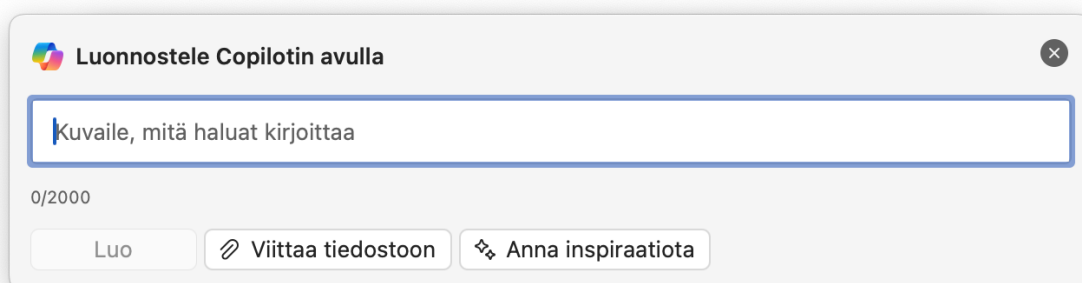 Luonnostele Copilotin avulla
Kuvaile, mitä haluat kirjoittaa
0/2000
Luo Viittaa tiedostoon Anna inspiraatiota